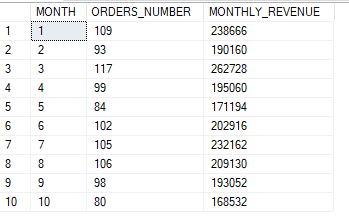 MONTH ORDERS_NUMBER MONTHLY_REVENUE
1 1 109 238666
2 2 93 190160
3 3 117 262728
4 4 99 195060
5 5 84 171194
6 6 102 202916
7 7 105 232162
8 8 106 209130
9 9 98 193052
10 10 80 168532